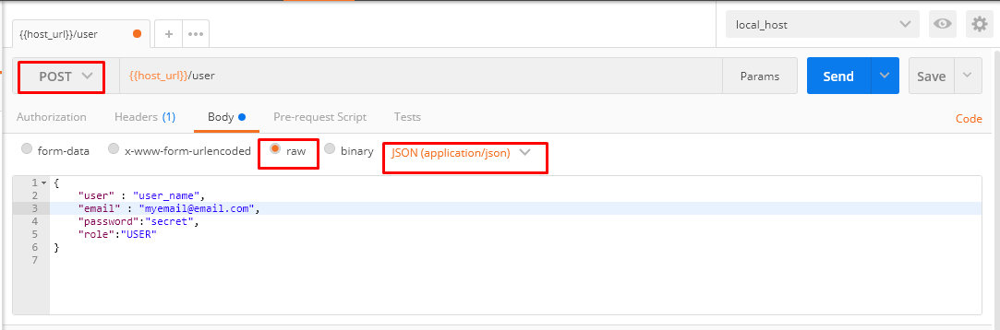 {{host_url}}/user
+
•••
local_host
POST
{{host_url}}/user
Params
Send
Save
Authorization
Headers (1)
Body
Pre-request Script
Tests
Code
form-data
x-www-form-urlencoded
raw
binary
JSON (application/json)
1 {
2 "user" : "user_name",
3 "email" : "myemail@email.com",
4 "password":"secret",
5 "role":"USER"
6 }
7